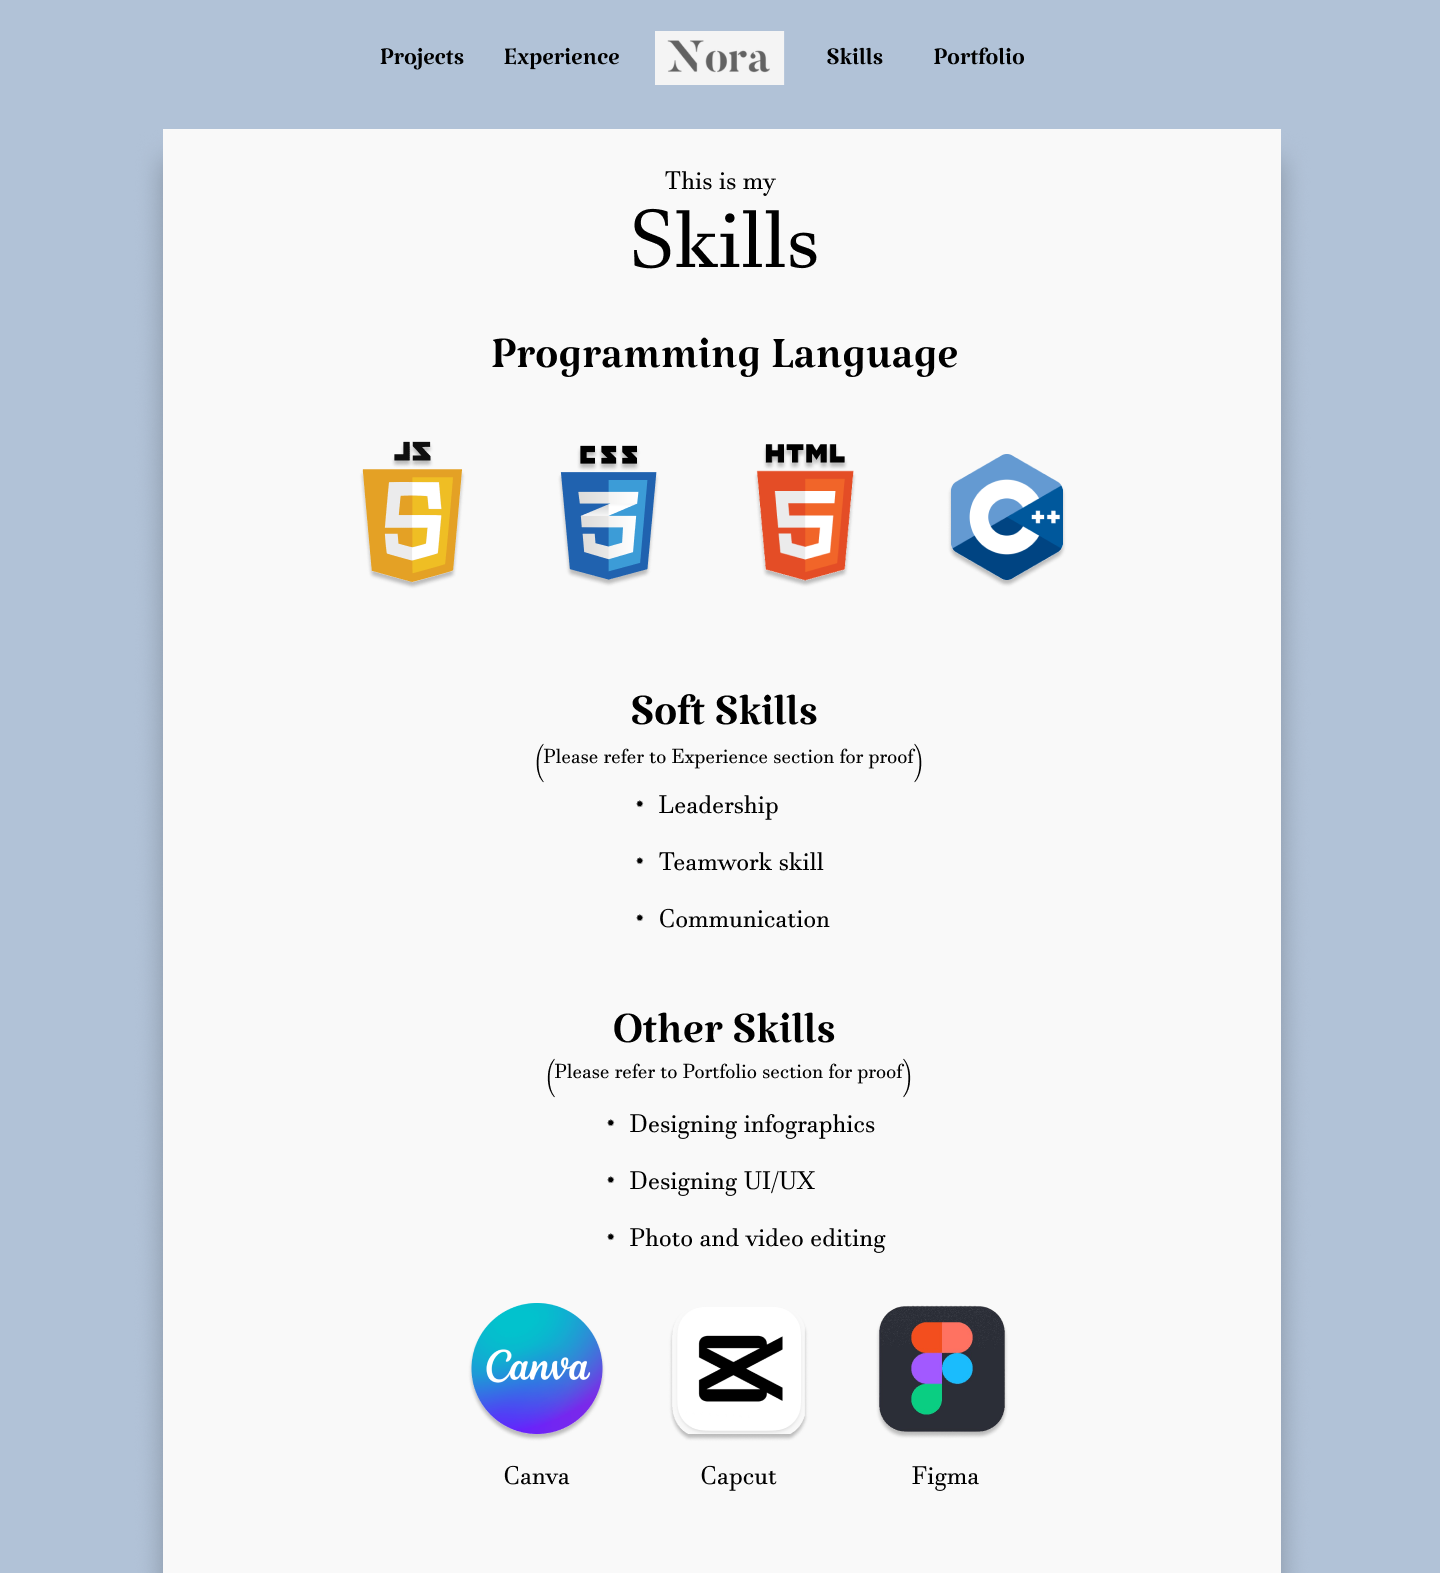 Projects Experience Nora Skills Portfolio
This is my
Skills
Programming Language
JS CSS HTML
5 3 5 C++
Soft Skills
(Please refer to Experience section for proof)
• Leadership
• Teamwork skill
• Communication
Other Skills
(Please refer to Portfolio section for proof)
• Designing infographics
• Designing UI/UX
• Photo and video editing
Canva
Canva Capcut Figma